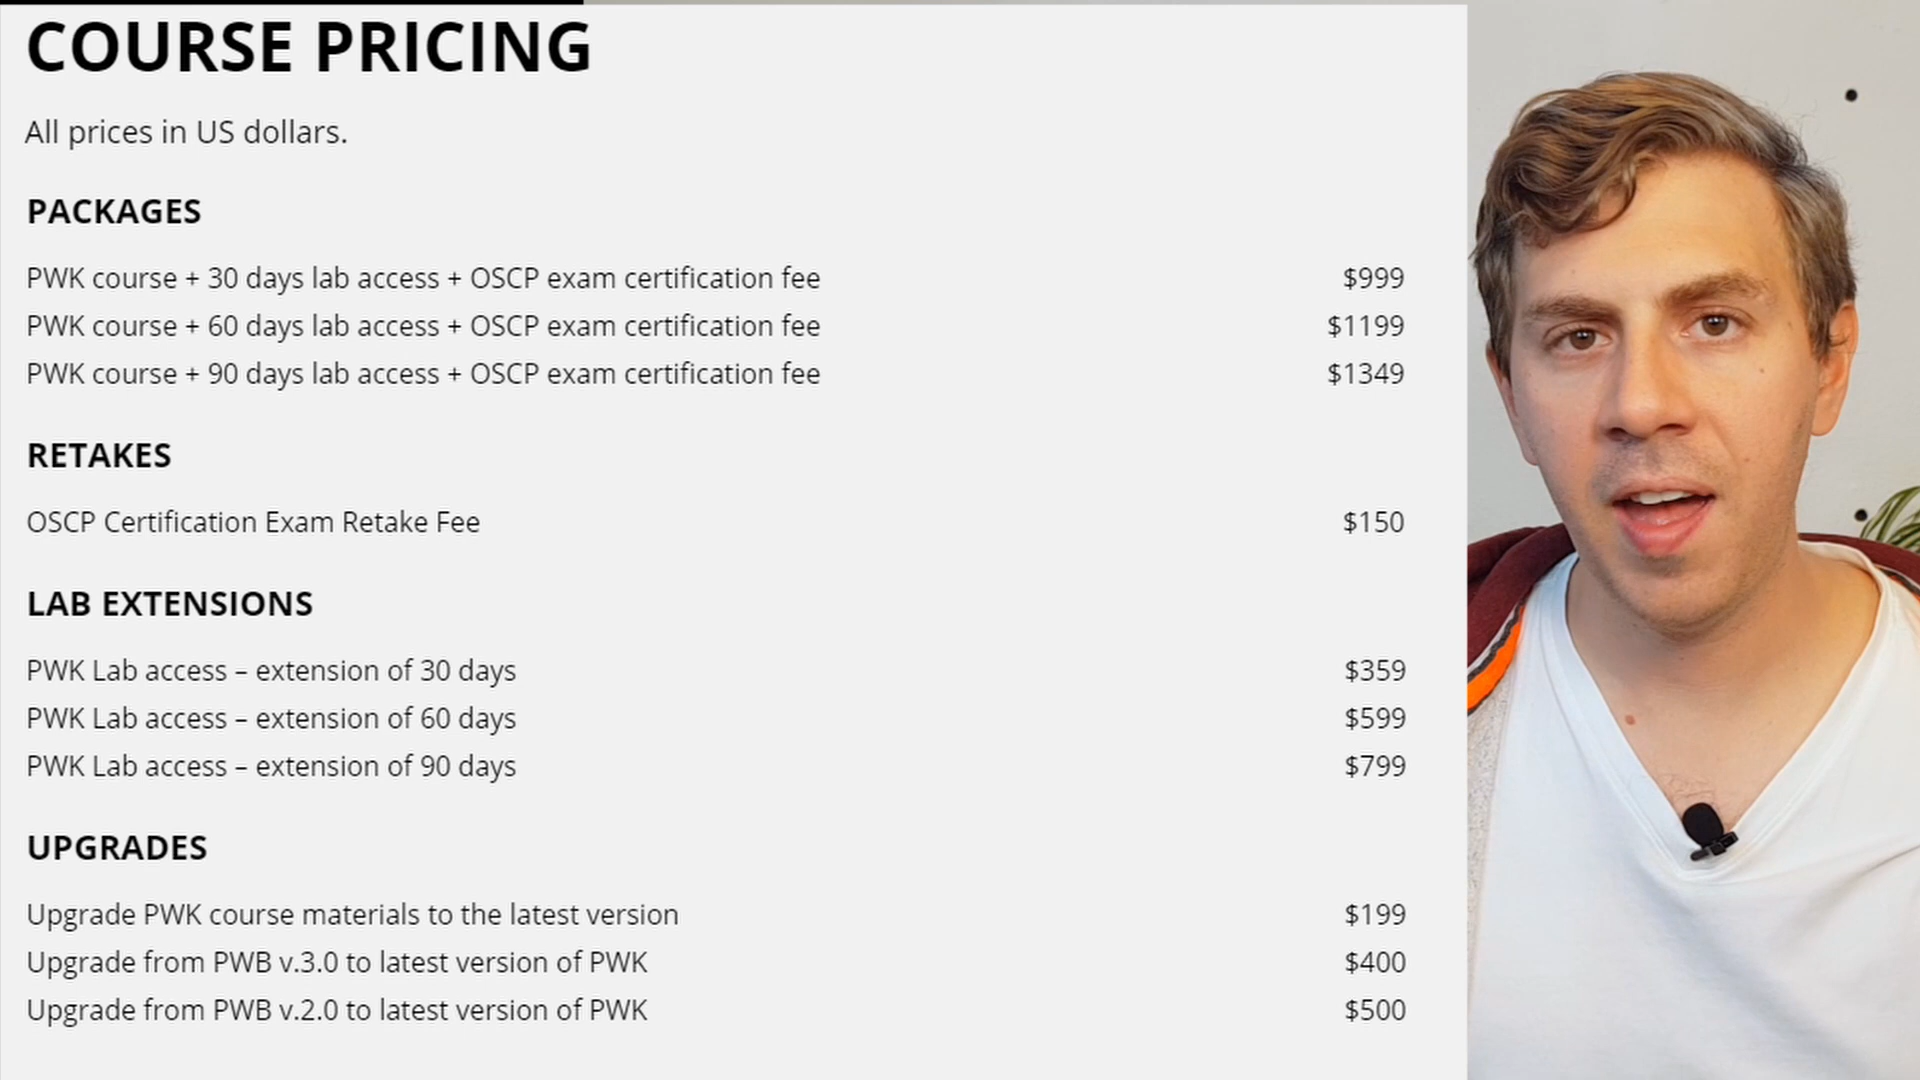 COURSE PRICING
All prices in US dollars.
PACKAGES
PWK course + 30 days lab access + OSCP exam certification fee $999
PWK course + 60 days lab access + OSCP exam certification fee $1199
PWK course + 90 days lab access + OSCP exam certification fee $1349
RETAKES
OSCP Certification Exam Retake Fee $150
LAB EXTENSIONS
PWK Lab access – extension of 30 days $359
PWK Lab access – extension of 60 days $599
PWK Lab access – extension of 90 days $799
UPGRADES
Upgrade PWK course materials to the latest version $199
Upgrade from PWB v.3.0 to latest version of PWK $400
Upgrade from PWB v.2.0 to latest version of PWK $500